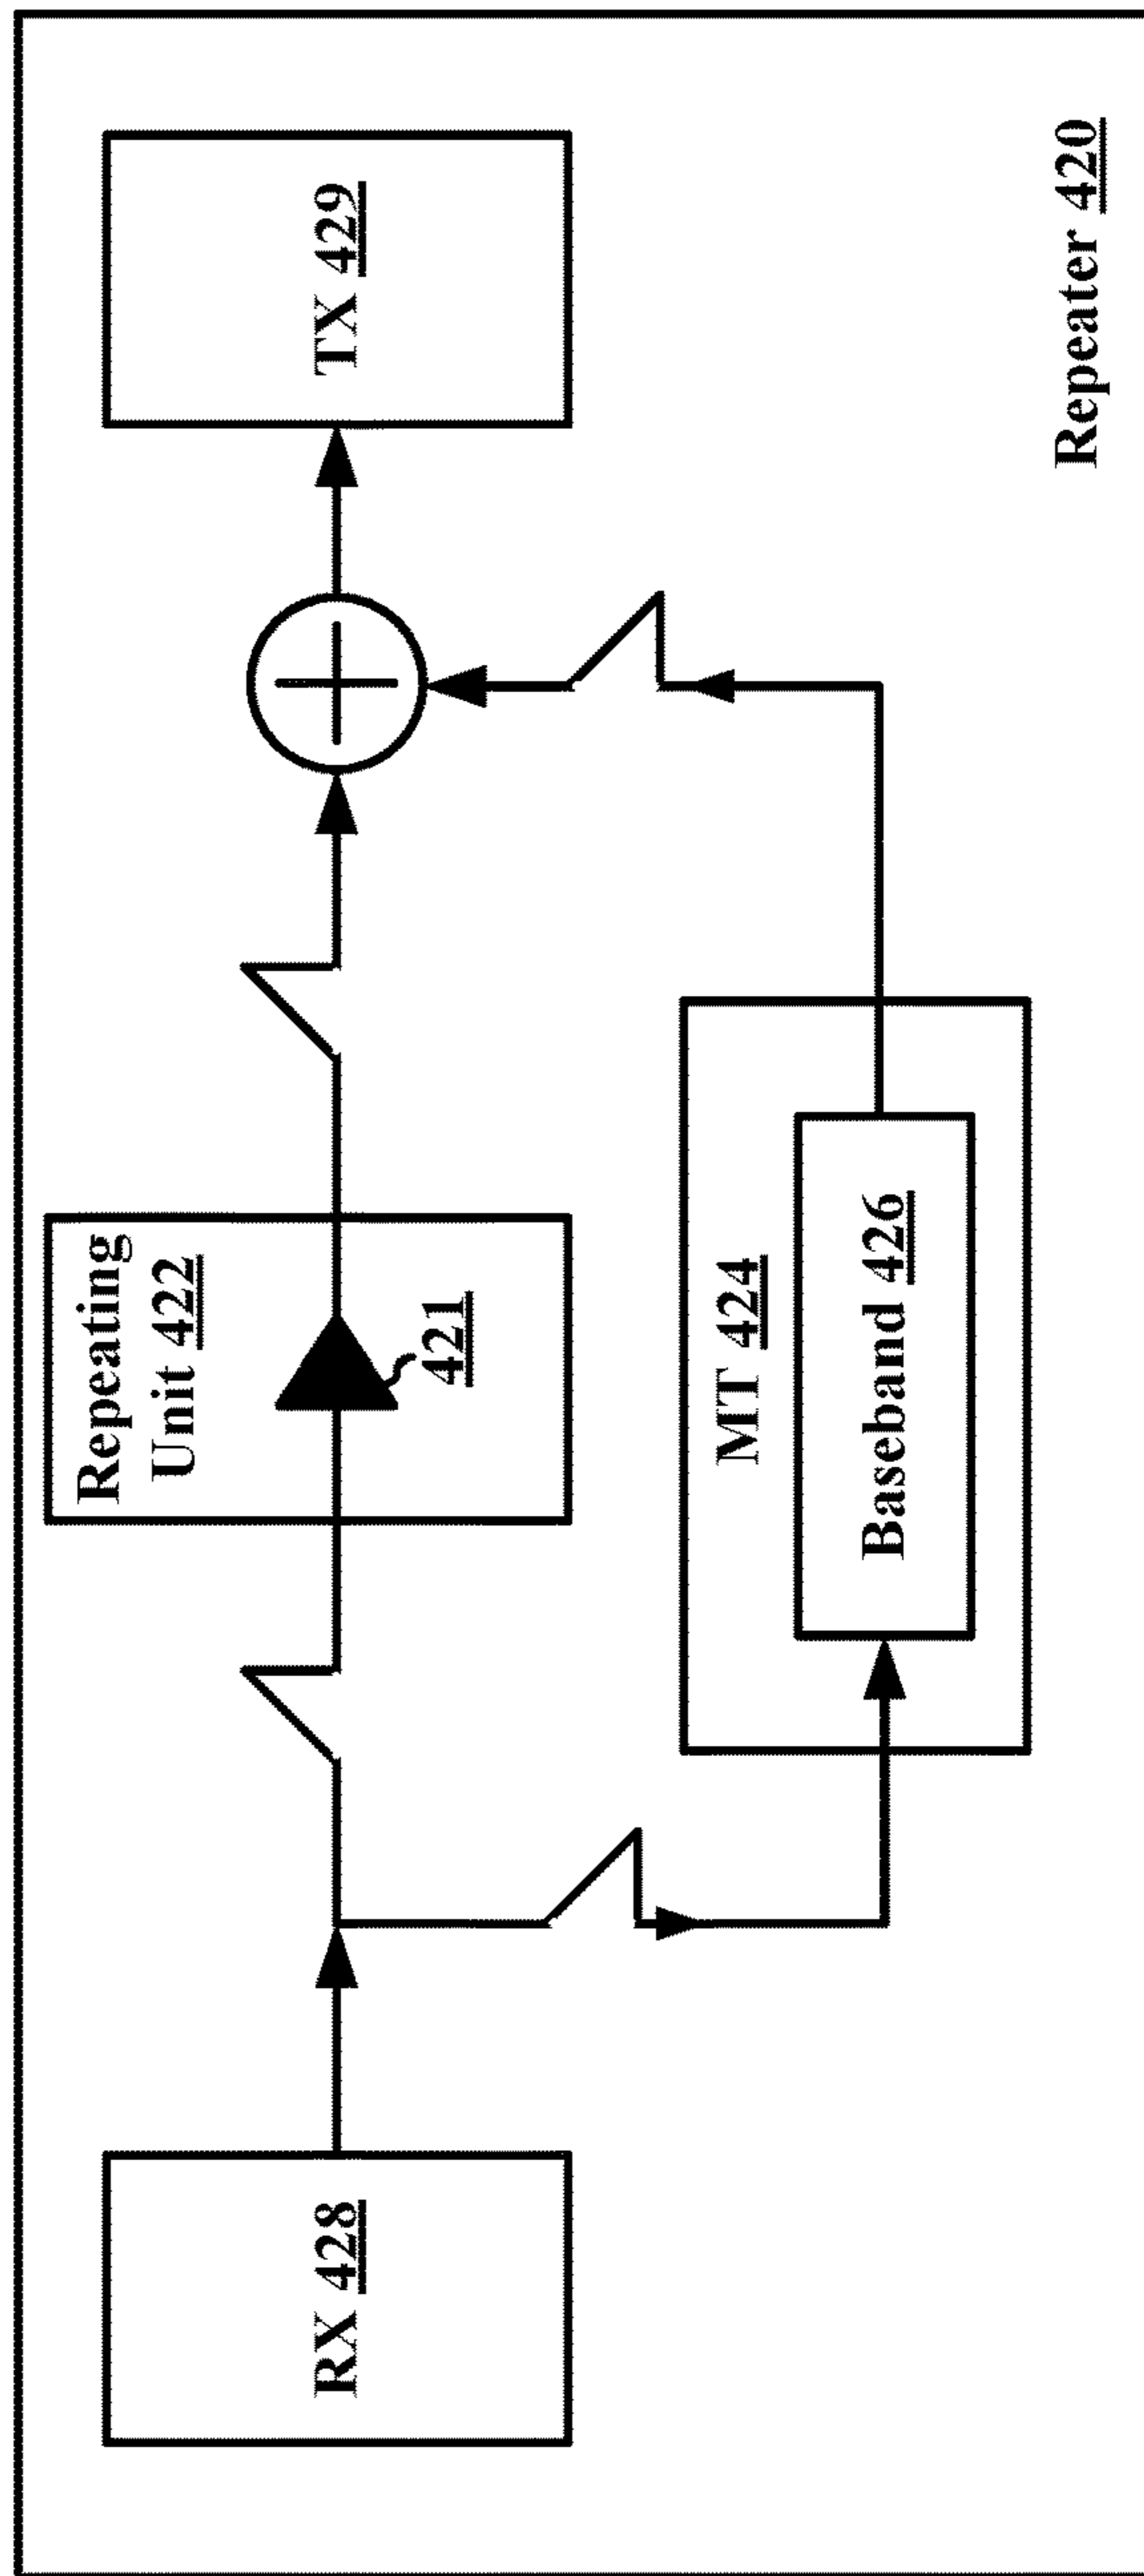 Repeating
Unit 422
421
RX 428
TX 429
MT 424
Baseband 426
Repeater 420